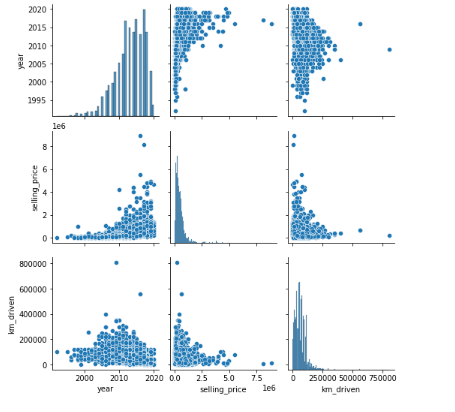 2020
2015
2010
2005
2000
1995
year
1e6
8
6
4
2
0
selling_price
800000
600000
400000
200000
0
km_driven
2000 2010 2020
year
0.0 2.5 5.0 7.5
1e6
selling_price
0 250000 500000 750000
km_driven